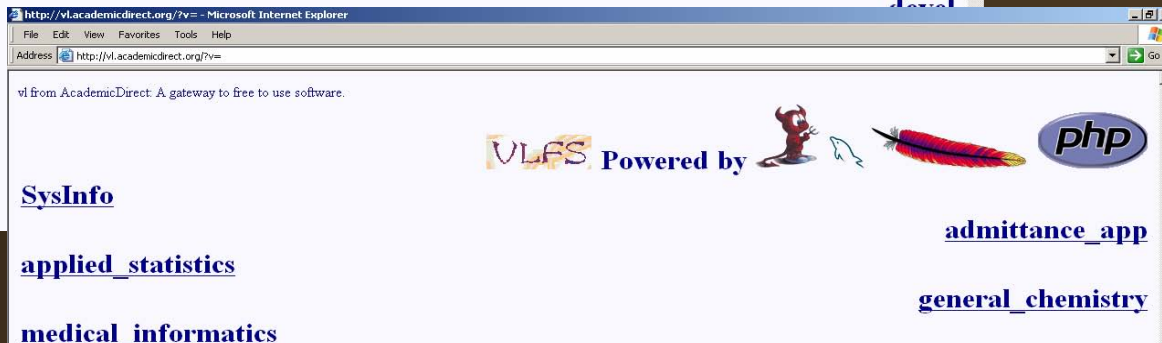 devel
http://vl.academicdirect.org/?v= - Microsoft Internet Explorer
File Edit View Favorites Tools Help
Address http://vl.academicdirect.org/?v= Go
vl from AcademicDirect: A gateway to free to use software.
VLFS Powered by php
SysInfo
admittance_app
applied_statistics
general_chemistry
medical_informatics